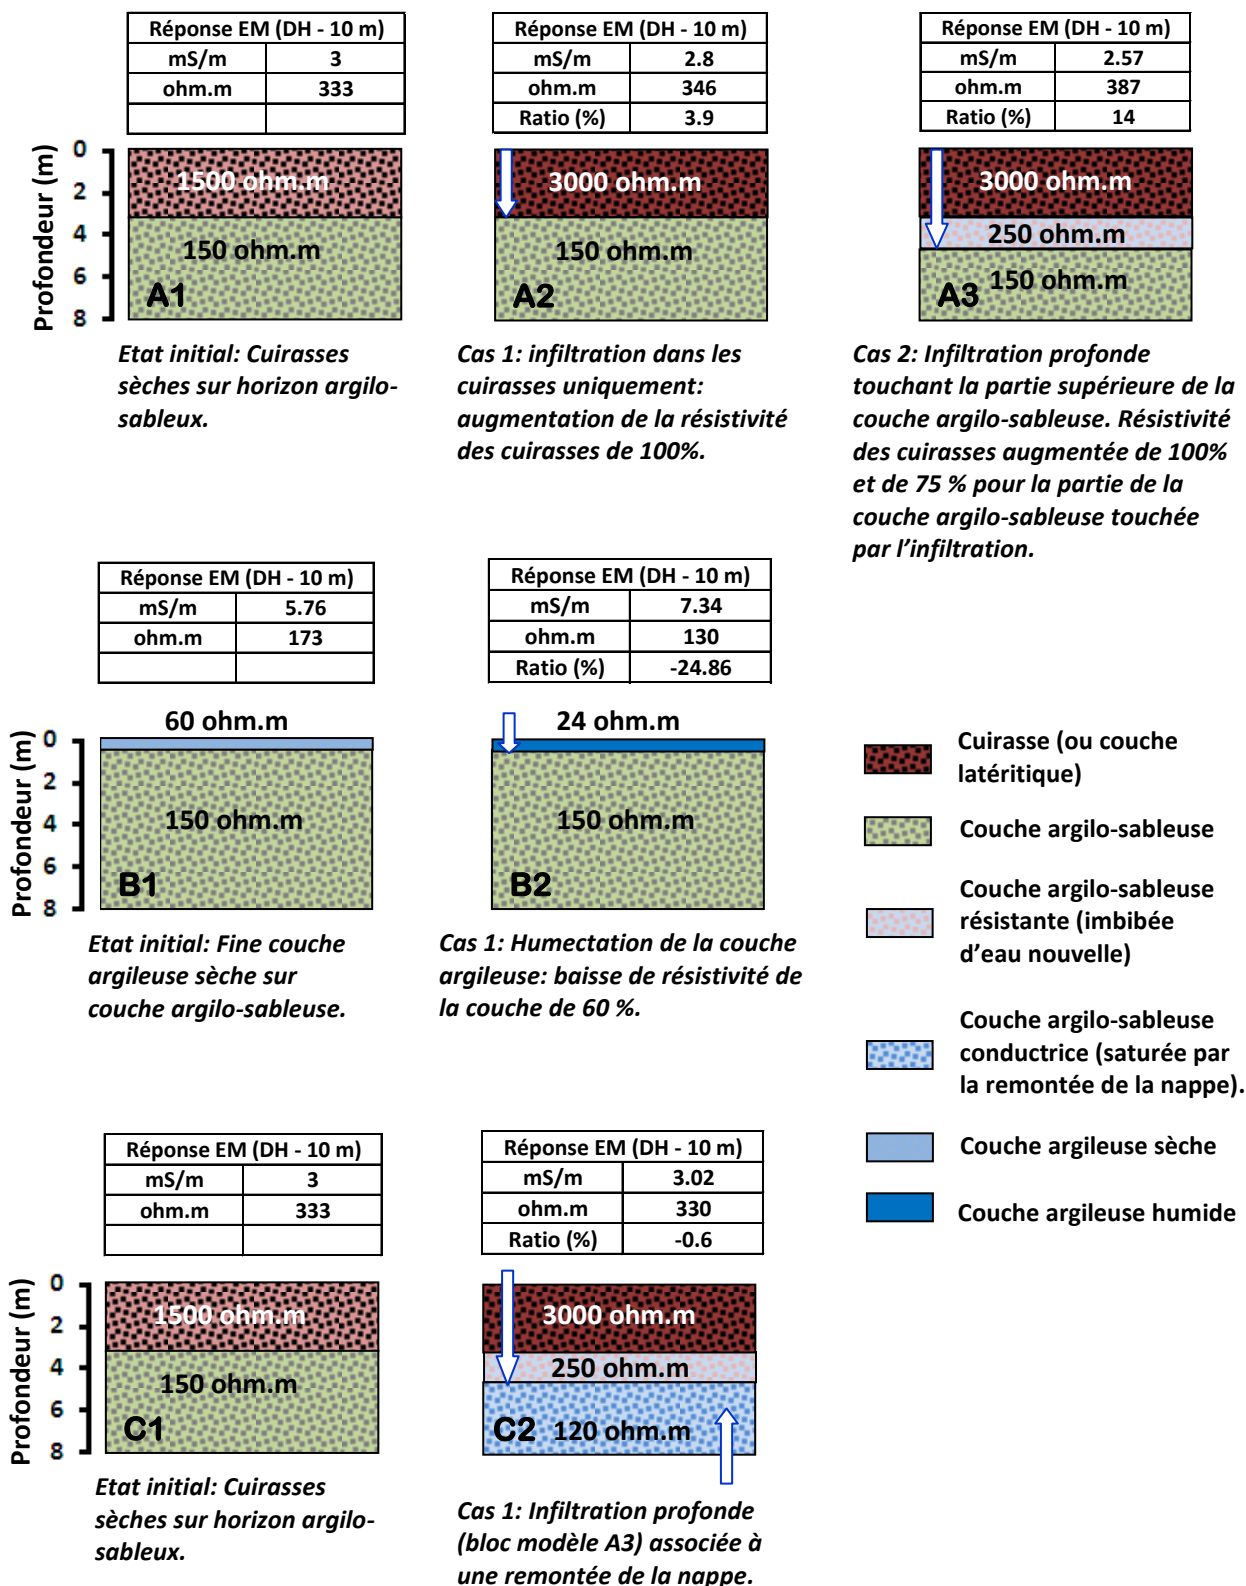 Réponse EM (DH - 10 m)
mS/m 3
ohm.m 333
Réponse EM (DH - 10 m)
mS/m 2.8
ohm.m 346
Ratio (%) 3.9
Réponse EM (DH - 10 m)
mS/m 2.57
ohm.m 387
Ratio (%) 14
Profondeur (m)
0
2
4
6
8
1500 ohm.m
150 ohm.m
A1
3000 ohm.m
150 ohm.m
A2
3000 ohm.m
250 ohm.m
150 ohm.m
A3
Etat initial: Cuirasses
sèches sur horizon argilo-
sableux.
Cas 1: infiltration dans les
cuirasses uniquement:
augmentation de la résistivité
des cuirasses de 100%.
Cas 2: Infiltration profonde
touchant la partie supérieure de la
couche argilo-sableuse. Résistivité
des cuirasses augmentée de 100%
et de 75 % pour la partie de la
couche argilo-sableuse touchée
par l'infiltration.
Réponse EM (DH - 10 m)
mS/m 5.76
ohm.m 173
Réponse EM (DH - 10 m)
mS/m 7.34
ohm.m 130
Ratio (%) -24.86
Profondeur (m)
0
2
4
6
8
60 ohm.m
150 ohm.m
B1
24 ohm.m
150 ohm.m
B2
Etat initial: Fine couche
argileuse sèche sur
couche argilo-sableuse.
Cas 1: Humectation de la couche
argileuse: baisse de résistivité de
la couche de 60 %.
Cuirasse (ou couche
latéritique)
Couche argilo-sableuse
Couche argilo-sableuse
résistante (imbibée
d'eau nouvelle)
Couche argilo-sableuse
conductrice (saturée par
la remontée de la nappe).
Couche argileuse sèche
Couche argileuse humide
Réponse EM (DH - 10 m)
mS/m 3
ohm.m 333
Réponse EM (DH - 10 m)
mS/m 3.02
ohm.m 330
Ratio (%) -0.6
Profondeur (m)
0
2
4
6
8
1500 ohm.m
150 ohm.m
C1
3000 ohm.m
250 ohm.m
C2 120 ohm.m
Etat initial: Cuirasses
sèches sur horizon argilo-
sableux.
Cas 1: Infiltration profonde
(bloc modèle A3) associée à
une remontée de la nappe.